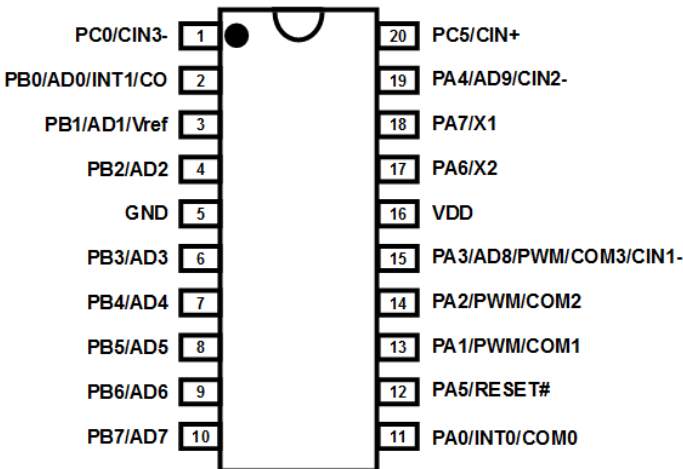 PC0/CIN3- 1 20 PC5/CIN+
PB0/AD0/INT1/CO 2 19 PA4/AD9/CIN2-
PB1/AD1/Vref 3 18 PA7/X1
PB2/AD2 4 17 PA6/X2
GND 5 16 VDD
PB3/AD3 6 15 PA3/AD8/PWM/COM3/CIN1-
PB4/AD4 7 14 PA2/PWM/COM2
PB5/AD5 8 13 PA1/PWM/COM1
PB6/AD6 9 12 PA5/RESET#
PB7/AD7 10 11 PA0/INT0/COM0